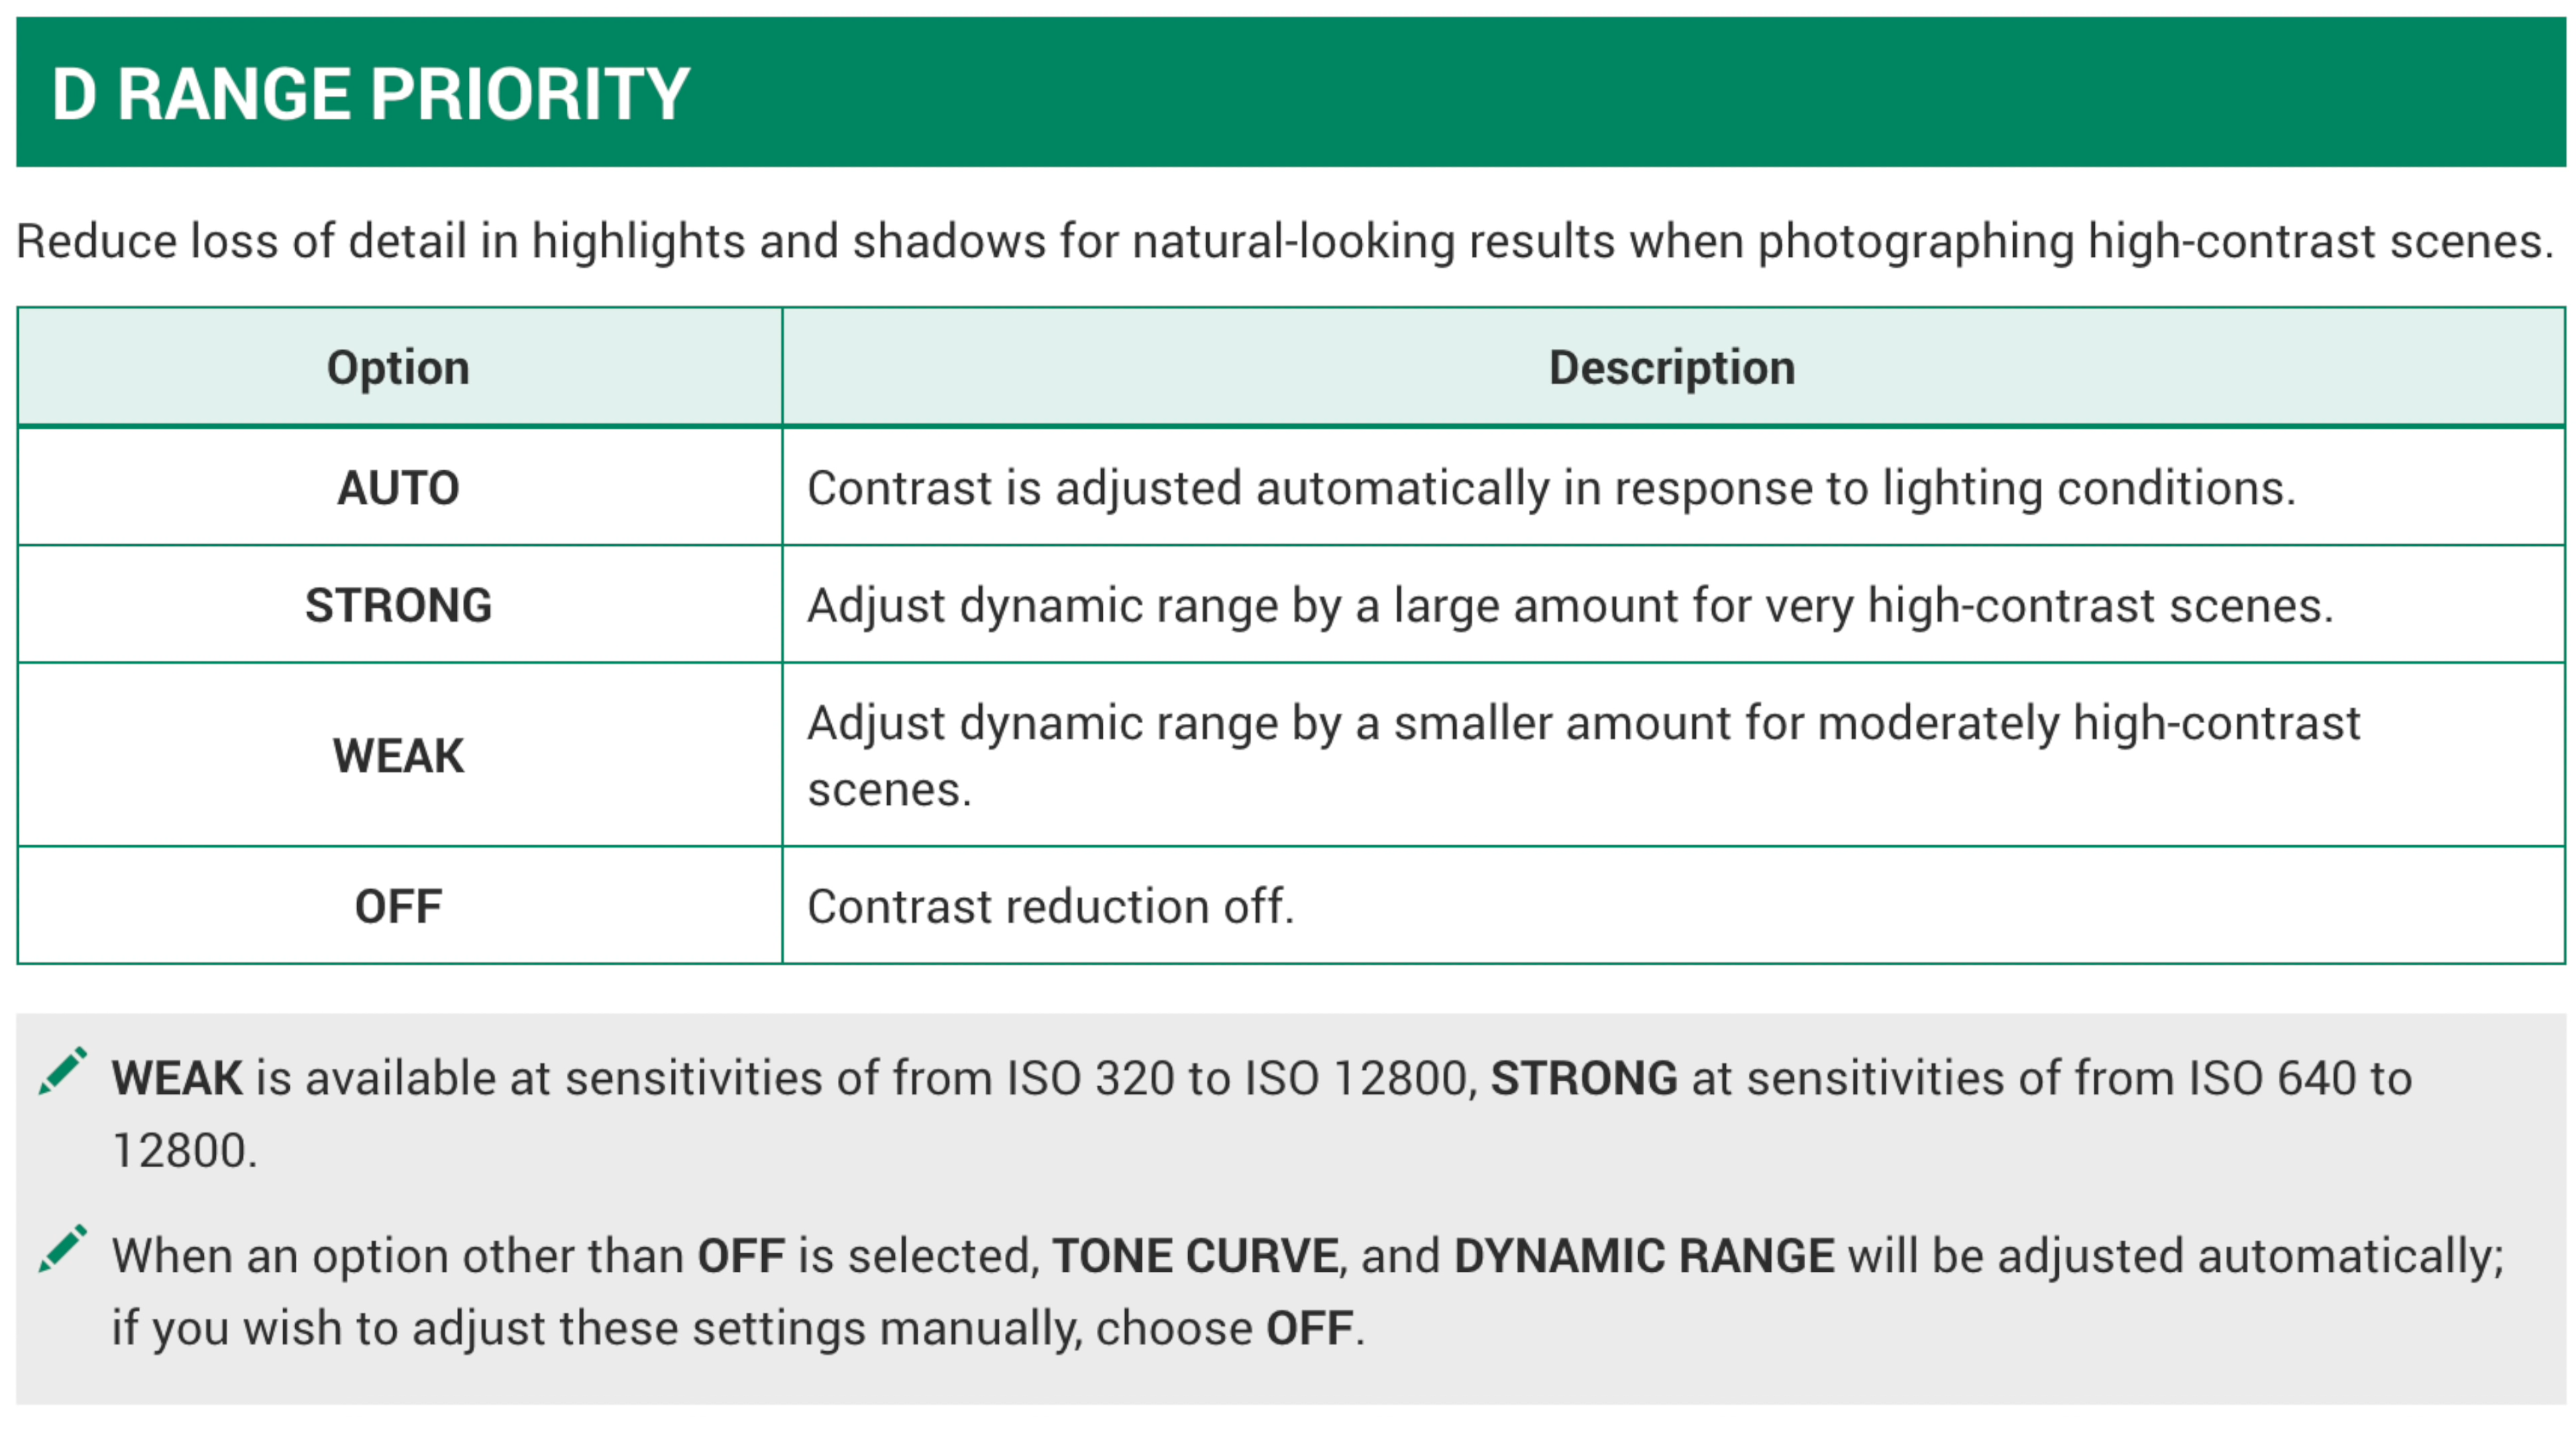 D RANGE PRIORITY
Reduce loss of detail in highlights and shadows for natural-looking results when photographing high-contrast scenes.
Option Description
AUTO Contrast is adjusted automatically in response to lighting conditions.
STRONG Adjust dynamic range by a large amount for very high-contrast scenes.
WEAK Adjust dynamic range by a smaller amount for moderately high-contrast
scenes.
OFF Contrast reduction off.
WEAK is available at sensitivities of from ISO 320 to ISO 12800, STRONG at sensitivities of from ISO 640 to
12800.
When an option other than OFF is selected, TONE CURVE, and DYNAMIC RANGE will be adjusted automatically;
if you wish to adjust these settings manually, choose OFF.